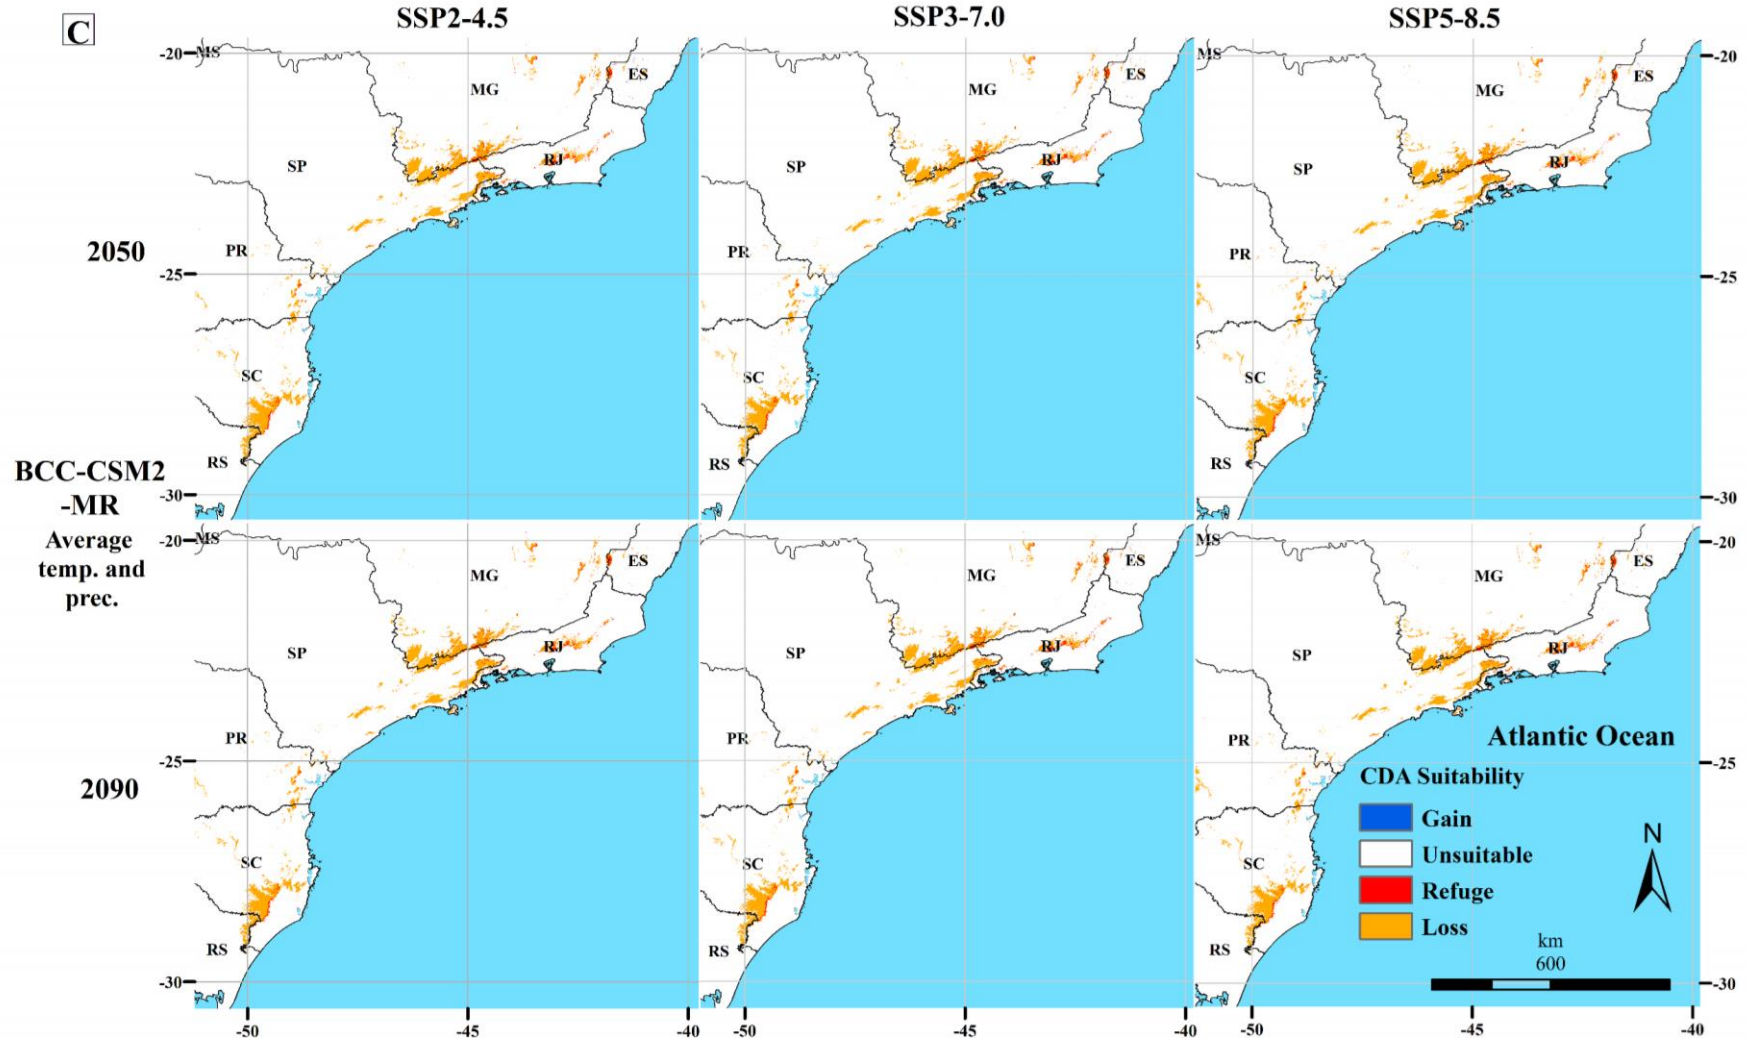 C
SSP2-4.5
SSP3-7.0
SSP5-8.5
-20
MS
MG
ES
MG
ES
MS
MG
ES
-20
SP
RJ
SP
RJ
SP
RJ
2050
PR
PR
PR
-25
-25
SC
SC
SC
RS
RS
RS
BCC-CSM2
-MR
-30
-30
Average
temp. and
prec.
-20
MS
MG
ES
MG
ES
MS
MG
ES
-20
SP
RJ
SP
RJ
SP
RJ
PR
PR
PR
2090
-25
-25
SC
SC
SC
RS
RS
RS
-30
-30
Atlantic Ocean
CDA Suitability
Gain
Unsuitable
Refuge
Loss
N
km
600
-50
-45
-40
-50
-45
-40
-50
-45
-40